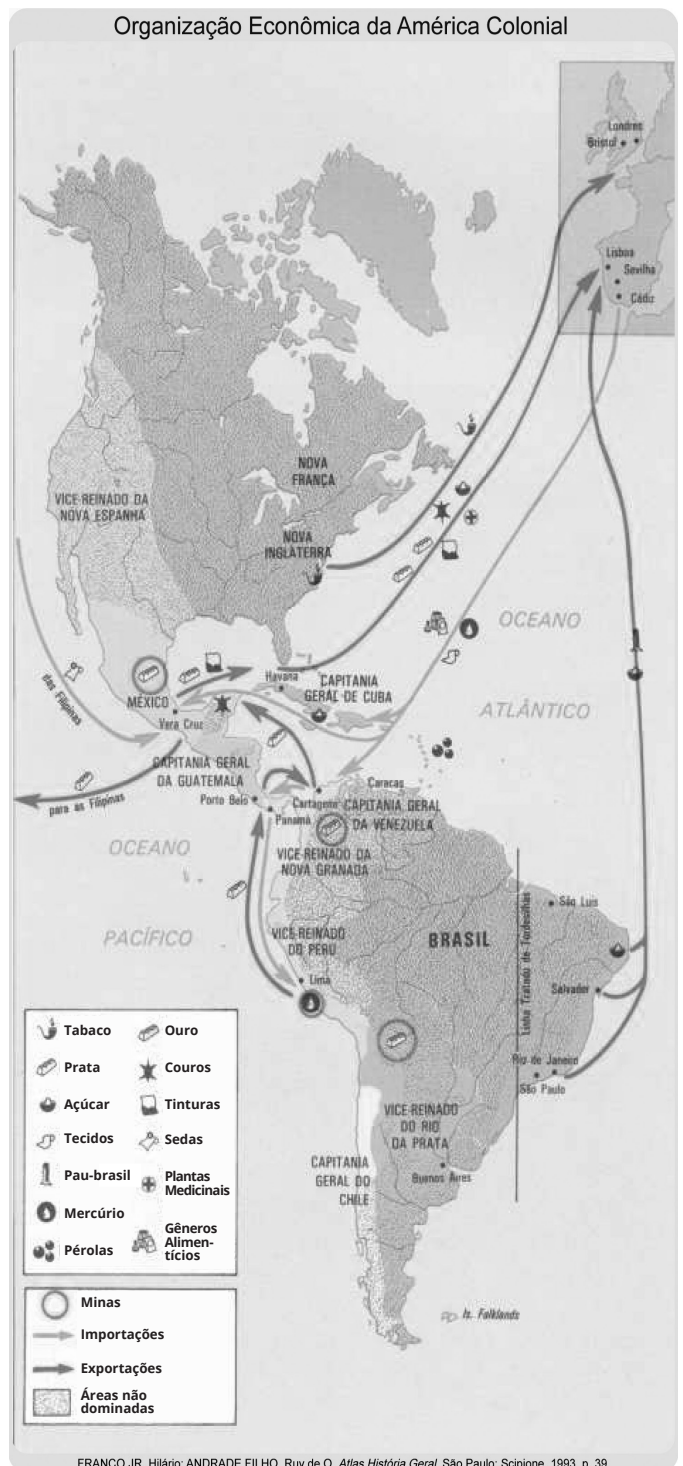 Organização Econômica da América Colonial
Londres
Bristol
Lisboa
Sevilha
Cádiz
NOVA
FRANÇA
VICE-REINADO DA
NOVA ESPANHA
NOVA
INGLATERRA
OCEANO
ATLÂNTICO
das Filipinas
MÉXICO
Vera Cruz
Havana
CAPITANIA
GERAL DE CUBA
CAPITANIA GERAL
DA GUATEMALA
para as Filipinas
Porto Belo
Panamá
Cartagena
Caracas
CAPITANIA GERAL
DA VENEZUELA
VICE-REINADO DA
NOVA GRANADA
OCEANO
PACÍFICO
VICE-REINADO
DO PERU
Lima
BRASIL
Linha Tratado de Tordesilhas
São Luis
Salvador
Rio de Janeiro
São Paulo
VICE-REINADO
DO RIO
DA PRATA
Buenos Aires
CAPITANIA
GERAL DO
CHILE
Is. Falklands
Tabaco
Ouro
Prata
Couros
Açúcar
Tinturas
Tecidos
Sedas
Pau-brasil
Plantas
Medicinais
Mercúrio
Gêneros
Alimen-
tícios
Pérolas
Minas
Importações
Exportações
Áreas não
dominadas
FRANCO JR, Hilário; ANDRADE FILHO, Ruy de O. Atlas História Geral. São Paulo: Scipione, 1993. p. 39.